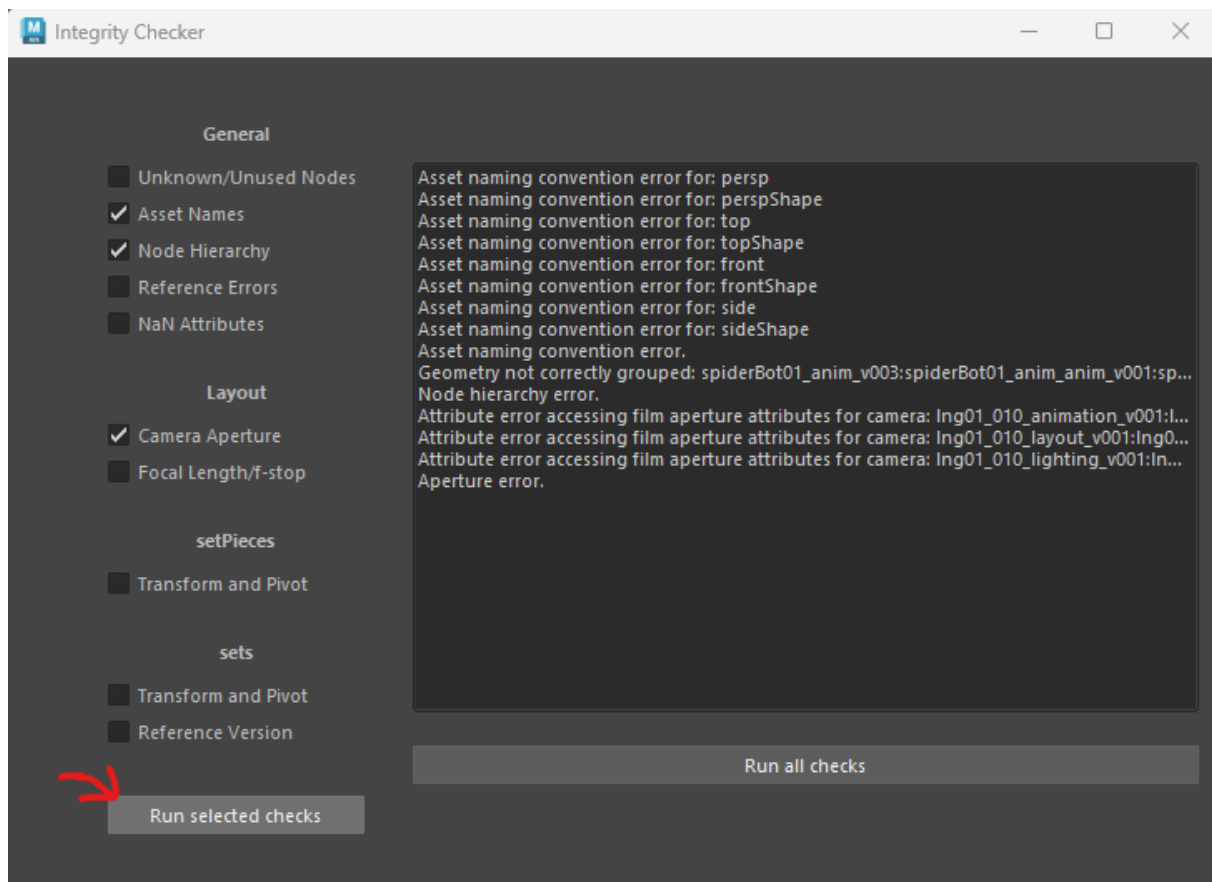 M
Integrity Checker
General
Unknown/Unused Nodes
Asset Names
Node Hierarchy
Reference Errors
NaN Attributes
Layout
Camera Aperture
Focal Length/f-stop
setPieces
Transform and Pivot
sets
Transform and Pivot
Reference Version
Run selected checks
Asset naming convention error for: persp
Asset naming convention error for: perspShape
Asset naming convention error for: top
Asset naming convention error for: topShape
Asset naming convention error for: front
Asset naming convention error for: frontShape
Asset naming convention error for: side
Asset naming convention error for: sideShape
Asset naming convention error.
Geometry not correctly grouped: spiderBot01_anim_v003:spiderBot01_anim_anim_v001:sp...
Node hierarchy error.
Attribute error accessing film aperture attributes for camera: lng01_010_animation_v001:l...
Attribute error accessing film aperture attributes for camera: lng01_010_layout_v001:lng0...
Attribute error accessing film aperture attributes for camera: lng01_010_lighting_v001:ln...
Aperture error.
Run all checks